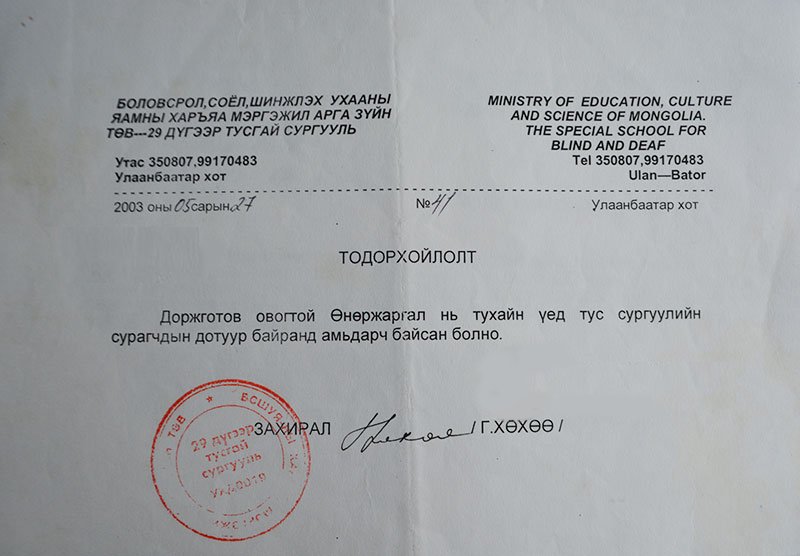 БОЛОВСРОЛ,СОЁЛ,ШИНЖЛЭХ УХААНЫ
ЯАМНЫ ХАРЪЯА МЭРГЭЖИЛ АРГА ЗҮЙН
ТӨВ---29 ДҮГЭЭР ТУСГАЙ СУРГУУЛЬ
Утас 350807,99170483
Улаанбаатар хот
MINISTRY OF EDUCATION, CULTURE
AND SCIENCE OF MONGOLIA.
THE SPECIAL SCHOOL FOR
BLIND AND DEAF
Tel 350807,99170483
Ulan—Bator
2003 оны 05 сарын 27 №41 Улаанбаатар хот
ТОДОРХОЙЛОЛТ
Доржготов овогтой Өнөржаргал нь тухайн үед тус сургуулийн
сурагчдын дотуур байранд амьдарч байсан болно.
ЗАХИРАЛ / Г.ХӨХӨӨ /
ТӨВ ★ БСШУЯАМНЫ
29 дүгээр
тусгай
сургууль